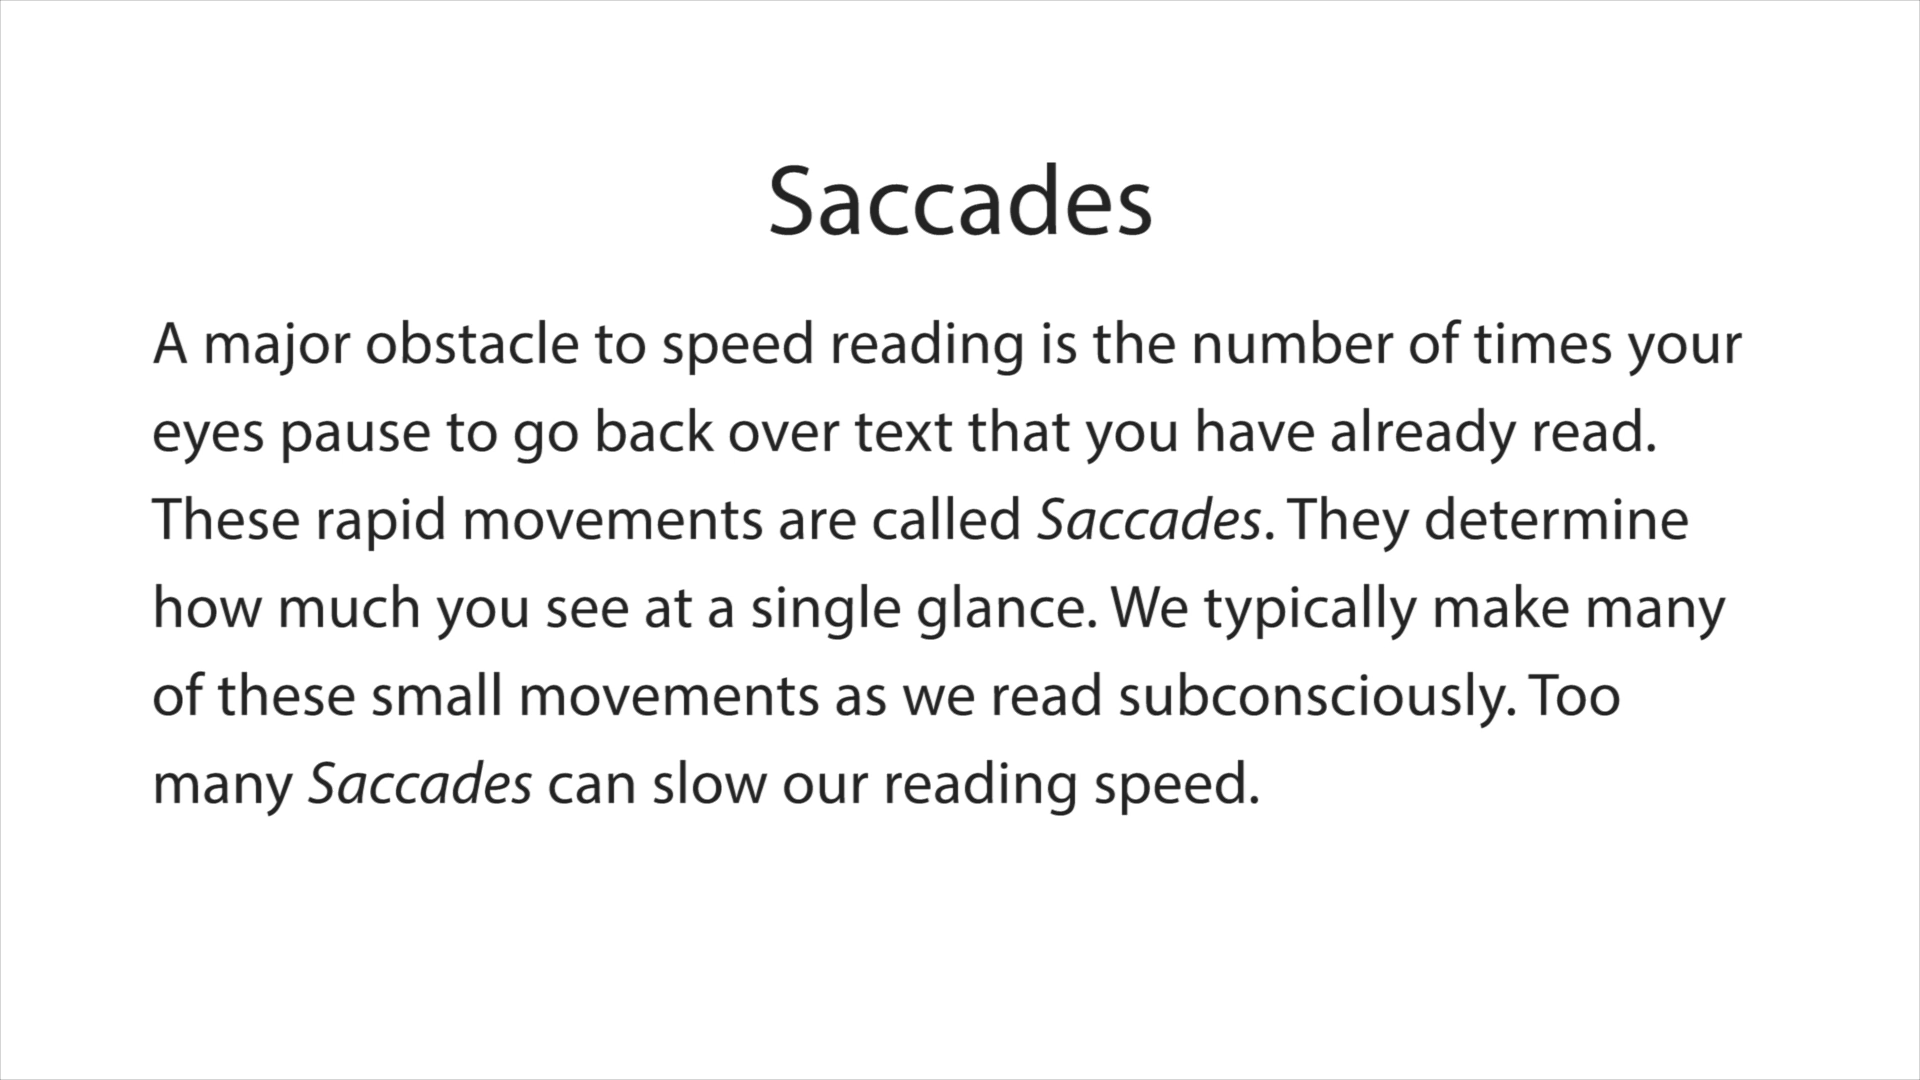 Saccades
A major obstacle to speed reading is the number of times your
eyes pause to go back over text that you have already read.
These rapid movements are called Saccades. They determine
how much you see at a single glance. We typically make many
of these small movements as we read subconsciously. Too
many Saccades can slow our reading speed.